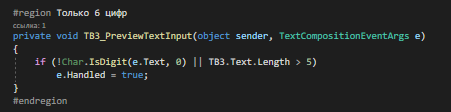 #region Только 6 цифр
ссылка: 1
private void TB3_PreviewTextInput(object sender, TextCompositionEventArgs e)
{
if (!Char.IsDigit(e.Text, 0) || TB3.Text.Length > 5)
e.Handled = true;
}
#endregion